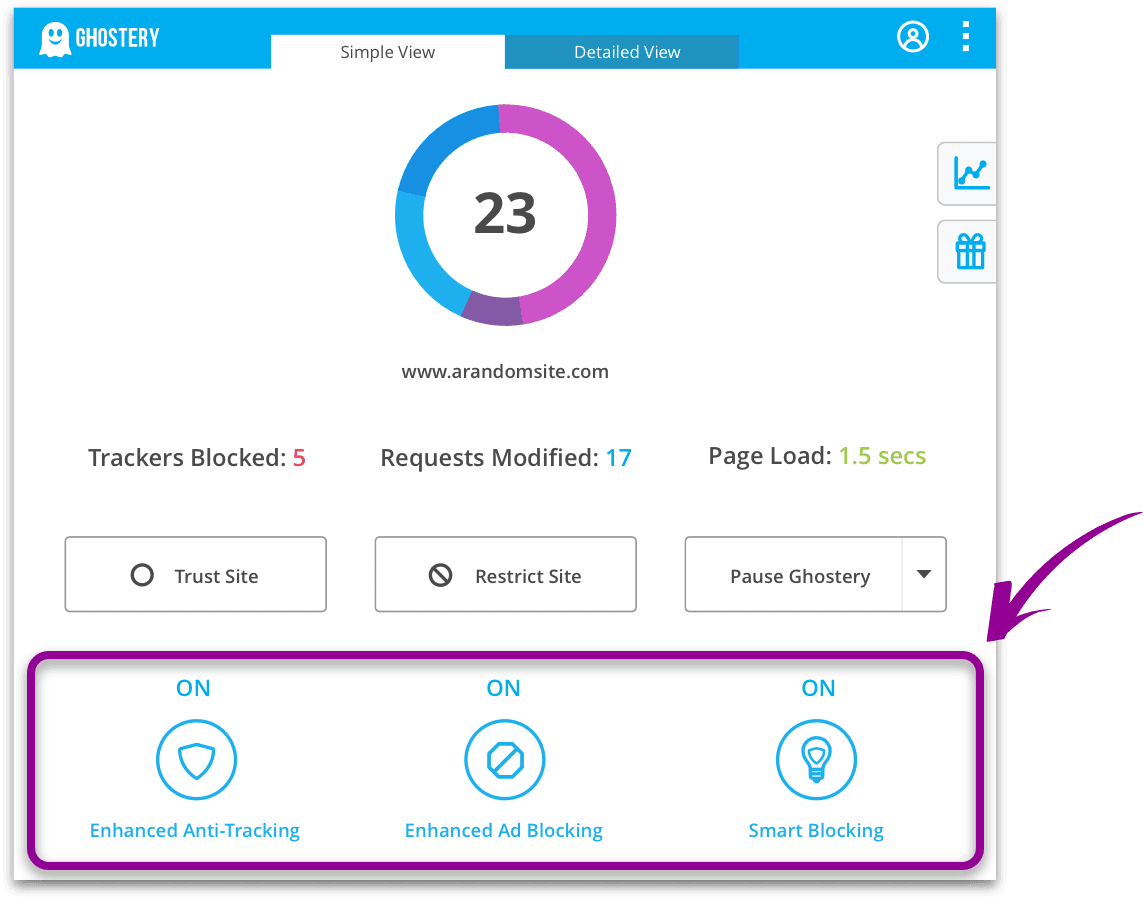 GHOSTERY
Simple View
Detailed View
23
www.arandomsite.com
Trackers Blocked: 5
Requests Modified: 17
Page Load: 1.5 secs
Trust Site
Restrict Site
Pause Ghostery
ON
ON
ON
Enhanced Anti-Tracking
Enhanced Ad Blocking
Smart Blocking